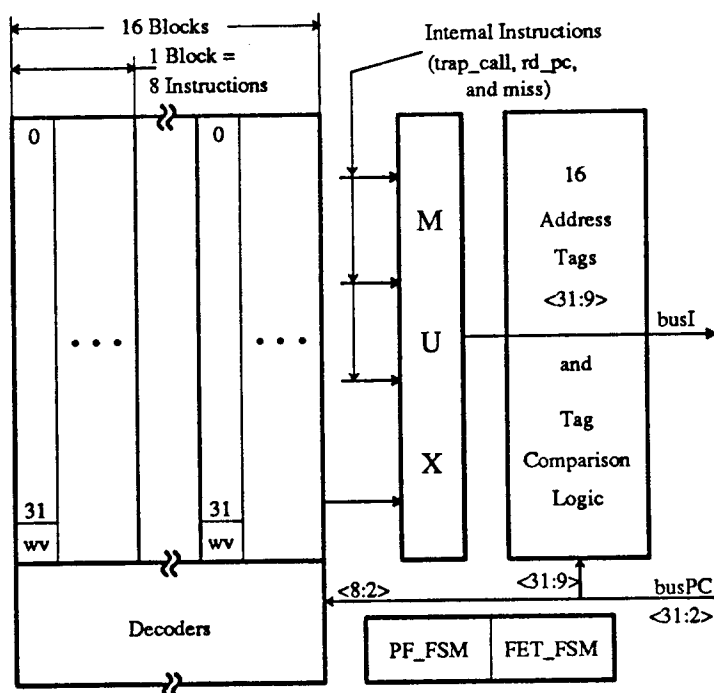 16 Blocks
1 Block =
8 Instructions
Internal Instructions
(trap_call, rd_pc,
and miss)
0
0
16
Address
Tags
<31:9>
and
Tag
Comparison
Logic
M
U
X
busI
31
wv
31
wv
Decoders
<8:2>
<31:9>
busPC
<31:2>
PF_FSM
FET_FSM